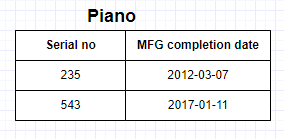 Piano
Serial no MFG completion date
235 2012-03-07
543 2017-01-11